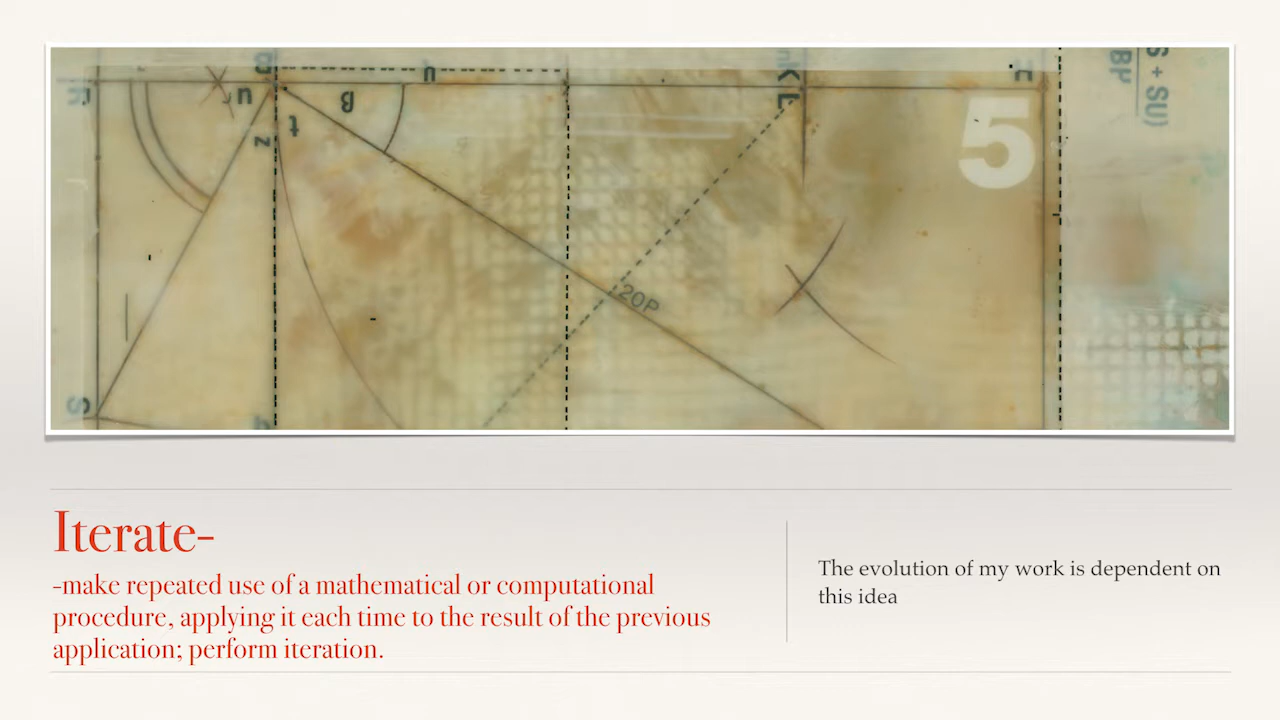 5
20P
Iterate-
-make repeated use of a mathematical or computational
procedure, applying it each time to the result of the previous
application; perform iteration.
The evolution of my work is dependent on
this idea